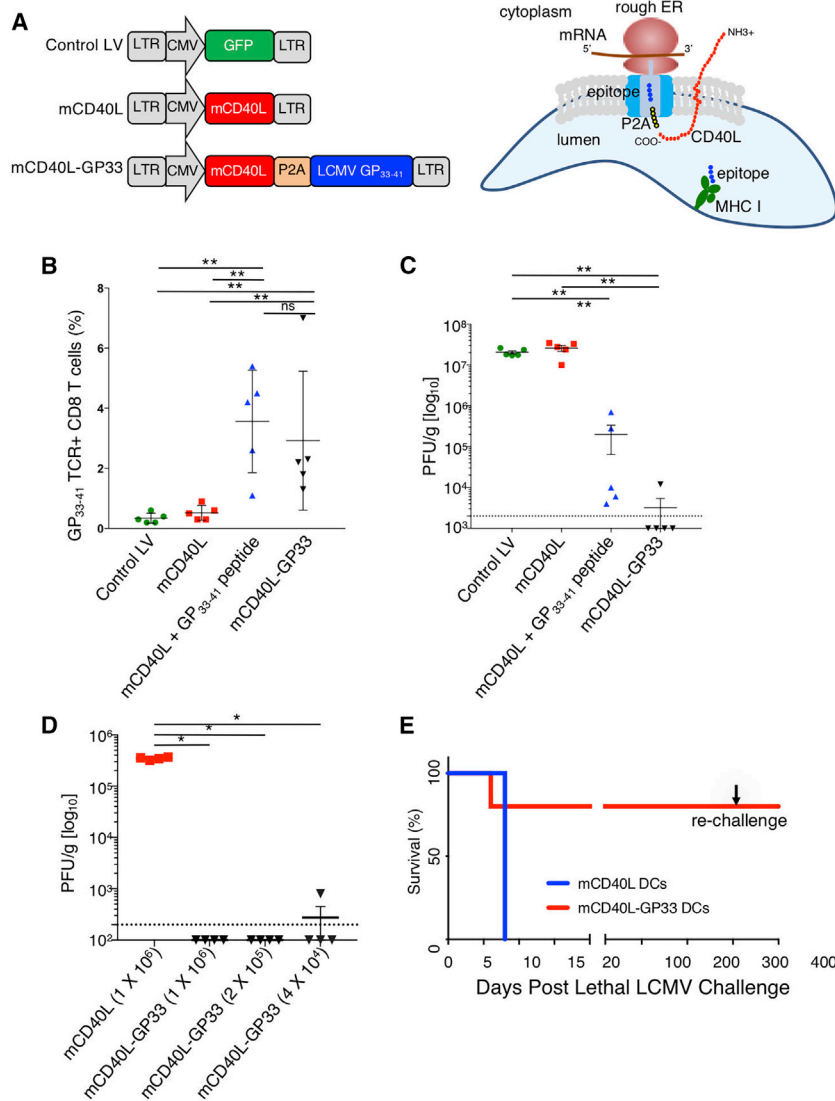 A
Control LV
LTR
CMV
GFP
LTR
mCD40L
LTR
CMV
mCD40L
LTR
mCD40L-GP33
LTR
CMV
mCD40L
P2A
LCMV GP33-41
LTR
cytoplasm
rough ER
mRNA
5'
3'
NH3+
epitope
P2A
COO-
CD40L
lumen
epitope
MHC I
B
**
**
**
**
ns
GP33-41 TCR+ CD8 T cells (%)
8
6
4
2
0
Control LV
mCD40L
mCD40L + GP33-41 peptide
mCD40L-GP33
C
**
**
**
**
PFU/g [log10]
10^8
10^7
10^6
10^5
10^4
10^3
Control LV
mCD40L
mCD40L + GP33-41 peptide
mCD40L-GP33
D
*
*
*
PFU/g [log10]
10^6
10^5
10^4
10^3
10^2
mCD40L (1 X 10^6)
mCD40L-GP33 (1 X 10^6)
mCD40L-GP33 (2 X 10^5)
mCD40L-GP33 (4 X 10^4)
E
Survival (%)
100
50
0
re-challenge
mCD40L DCs
mCD40L-GP33 DCs
0 5 10 15 20 100 200 300 400
Days Post Lethal LCMV Challenge